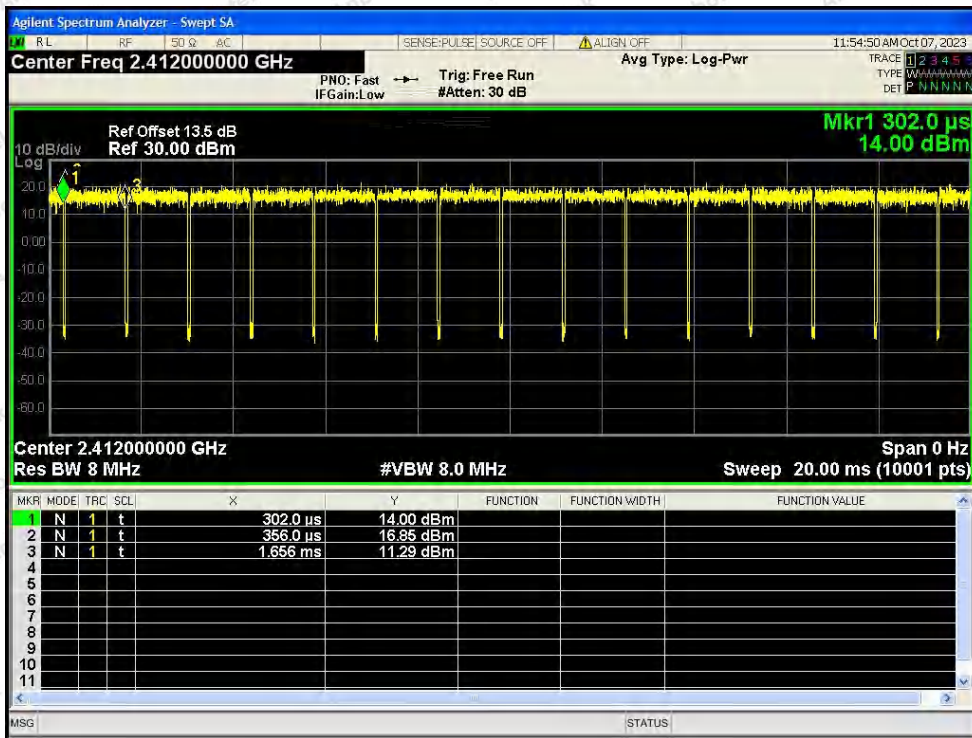 Agilent Spectrum Analyzer - Swept SA
RL RF 50 Ω AC SENSE:PULSE SOURCE OFF ALIGN OFF 11:54:50 AM Oct 07, 2023
Center Freq 2.412000000 GHz Avg Type: Log-Pwr TRACE 1 2 3 4 5 6
PNO: Fast Trig: Free Run TYPE W
IFGain:Low #Atten: 30 dB DET P N N N N N
Mkr1 302.0 µs
Ref Offset 13.5 dB
10 dB/div Ref 30.00 dBm 14.00 dBm
Log
1
20.0 3
10.0
0.00
-10.0
-20.0
-30.0
-40.0
-50.0
-60.0
Center 2.412000000 GHz Span 0 Hz
Res BW 8 MHz #VBW 8.0 MHz Sweep 20.00 ms (10001 pts)
MKR MODE TRC SCL X Y FUNCTION FUNCTION WIDTH FUNCTION VALUE
1 N 1 t 302.0 µs 14.00 dBm
2 N 1 t 356.0 µs 16.85 dBm
3 N 1 t 1.656 ms 11.29 dBm
4
5
6
7
8
9
10
11
MSG STATUS